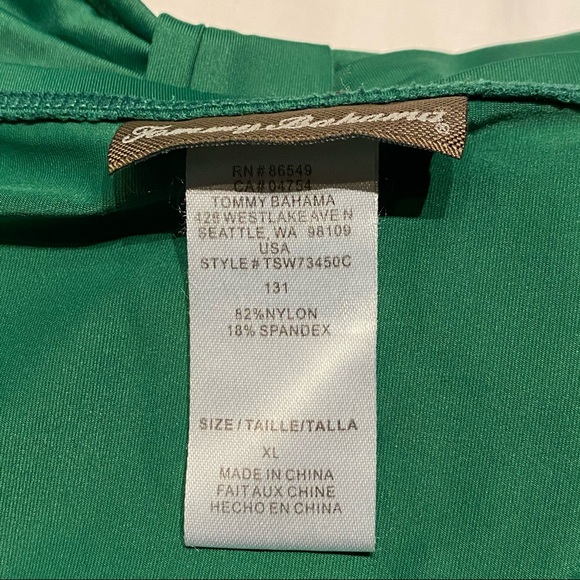 Tommy Bahama®
RN# 86549
CA# 04754
TOMMY BAHAMA
428 WESTLAKE AVE N
SEATTLE, WA 98109
USA
STYLE# TSW73450C
131
82%NYLON
18% SPANDEX
SIZE/TAILLE/TALLA
XL
MADE IN CHINA
FAIT AUX CHINE
HECHO EN CHINA